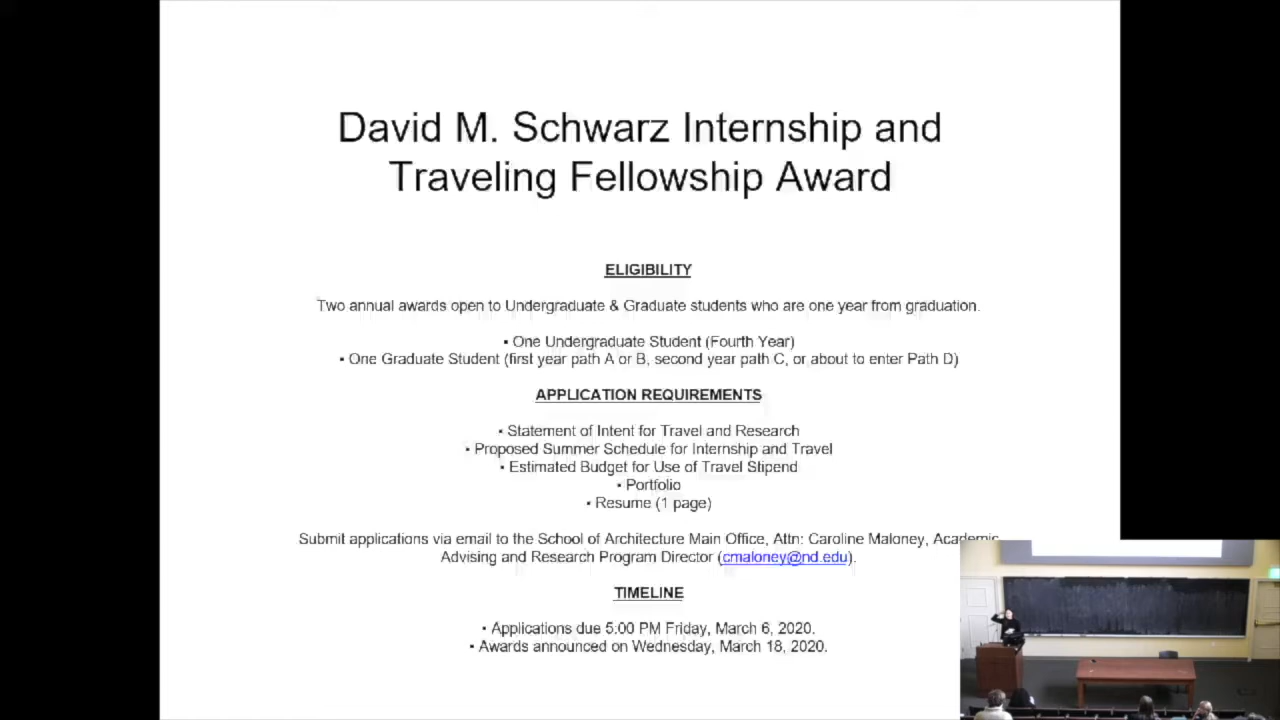 David M. Schwarz Internship and
Traveling Fellowship Award
ELIGIBILITY
Two annual awards open to Undergraduate & Graduate students who are one year from graduation.
▪ One Undergraduate Student (Fourth Year)
▪ One Graduate Student (first year path A or B, second year path C, or about to enter Path D)
APPLICATION REQUIREMENTS
▪ Statement of Intent for Travel and Research
▪ Proposed Summer Schedule for Internship and Travel
▪ Estimated Budget for Use of Travel Stipend
▪ Portfolio
▪ Resume (1 page)
Submit applications via email to the School of Architecture Main Office, Attn: Caroline Maloney, Academic
Advising and Research Program Director (cmaloney@nd.edu).
TIMELINE
▪ Applications due 5:00 PM Friday, March 6, 2020.
▪ Awards announced on Wednesday, March 18, 2020.